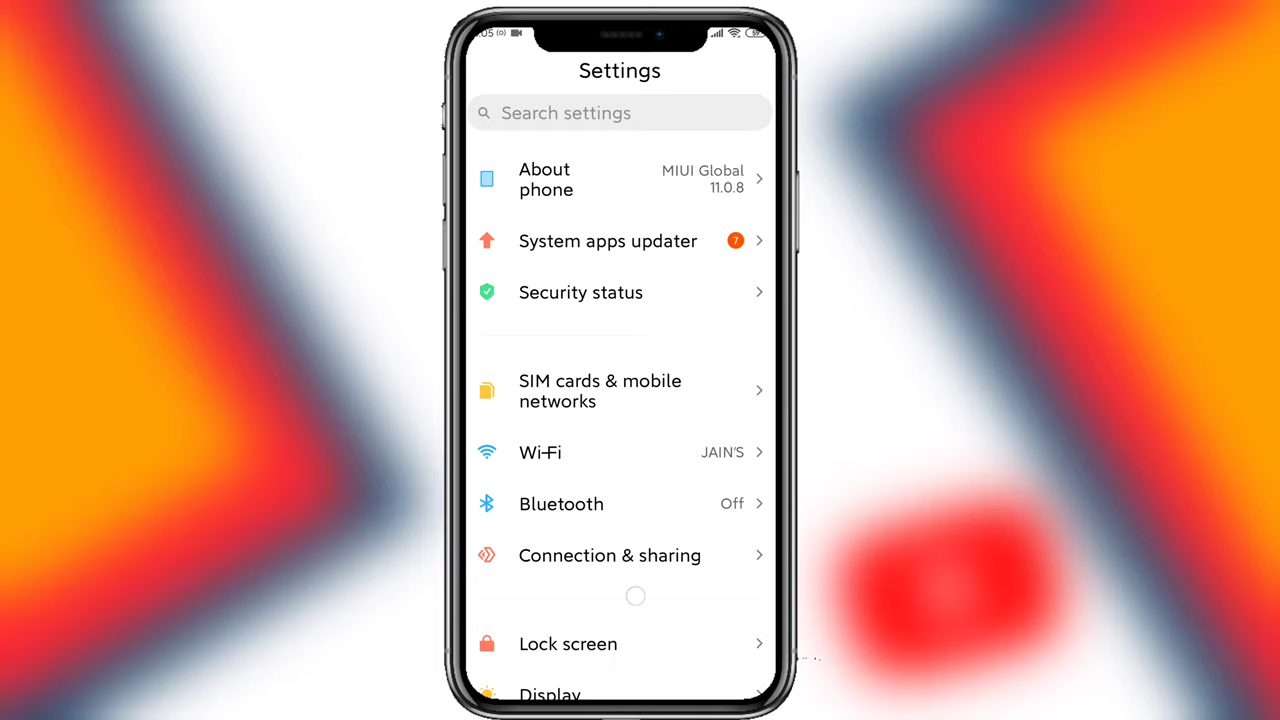 :05
Settings
Search settings
About phone
MIUI Global 11.0.8
System apps updater
7
Security status
SIM cards & mobile networks
Wi-Fi
JAIN'S
Bluetooth
Off
Connection & sharing
Lock screen
Display